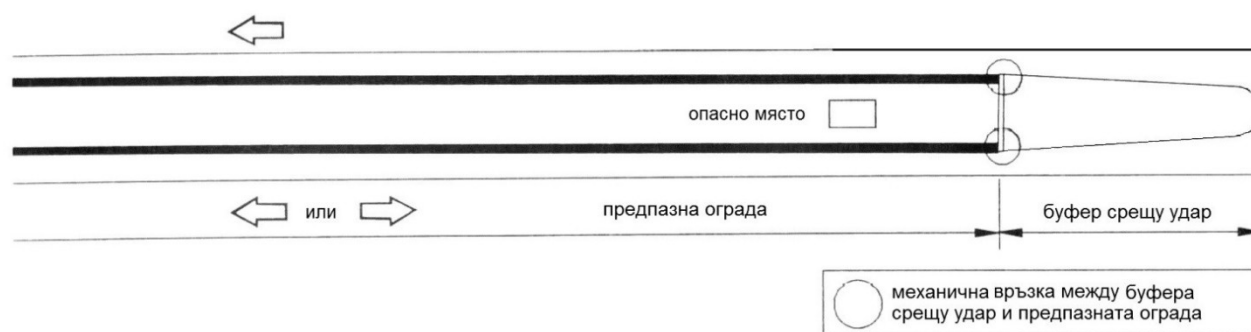 опасно място
или
предпазна ограда
буфер срещу удар
механична връзка между буфера
срещу удар и предпазната ограда